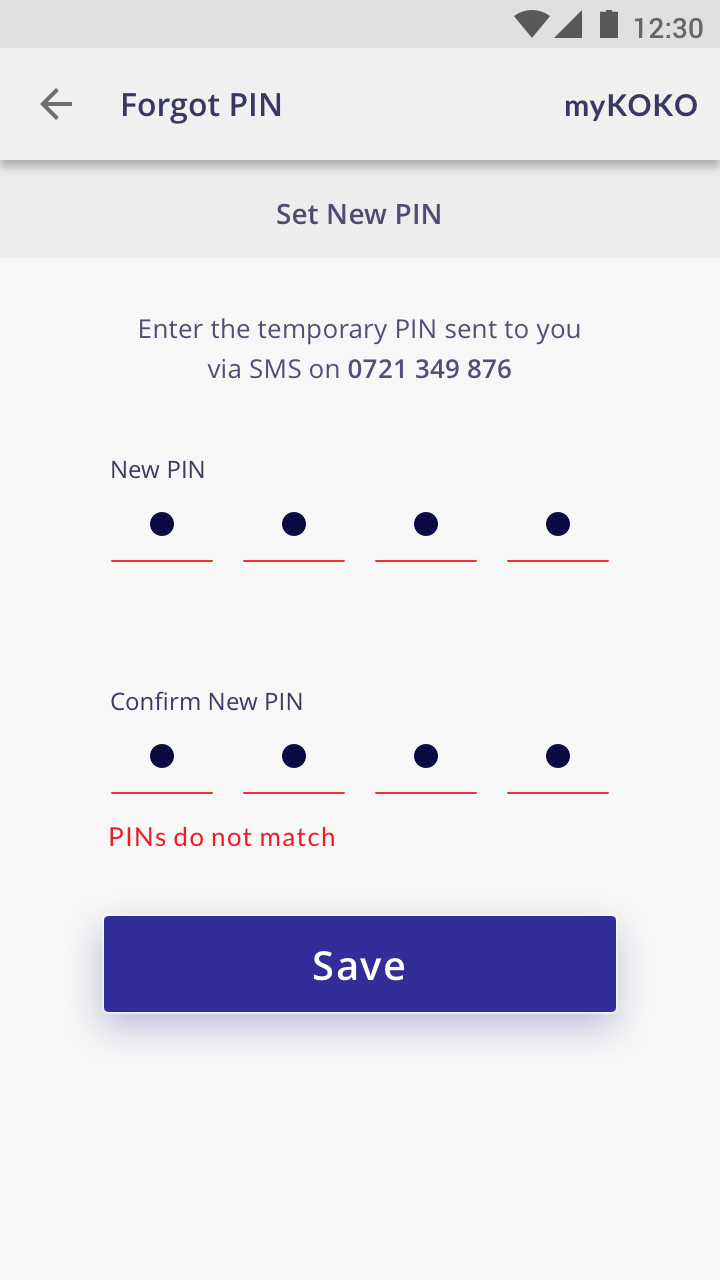 12:30
Forgot PIN
myKOKO
Set New PIN
Enter the temporary PIN sent to you
via SMS on 0721 349 876
New PIN
Confirm New PIN
PINs do not match
Save